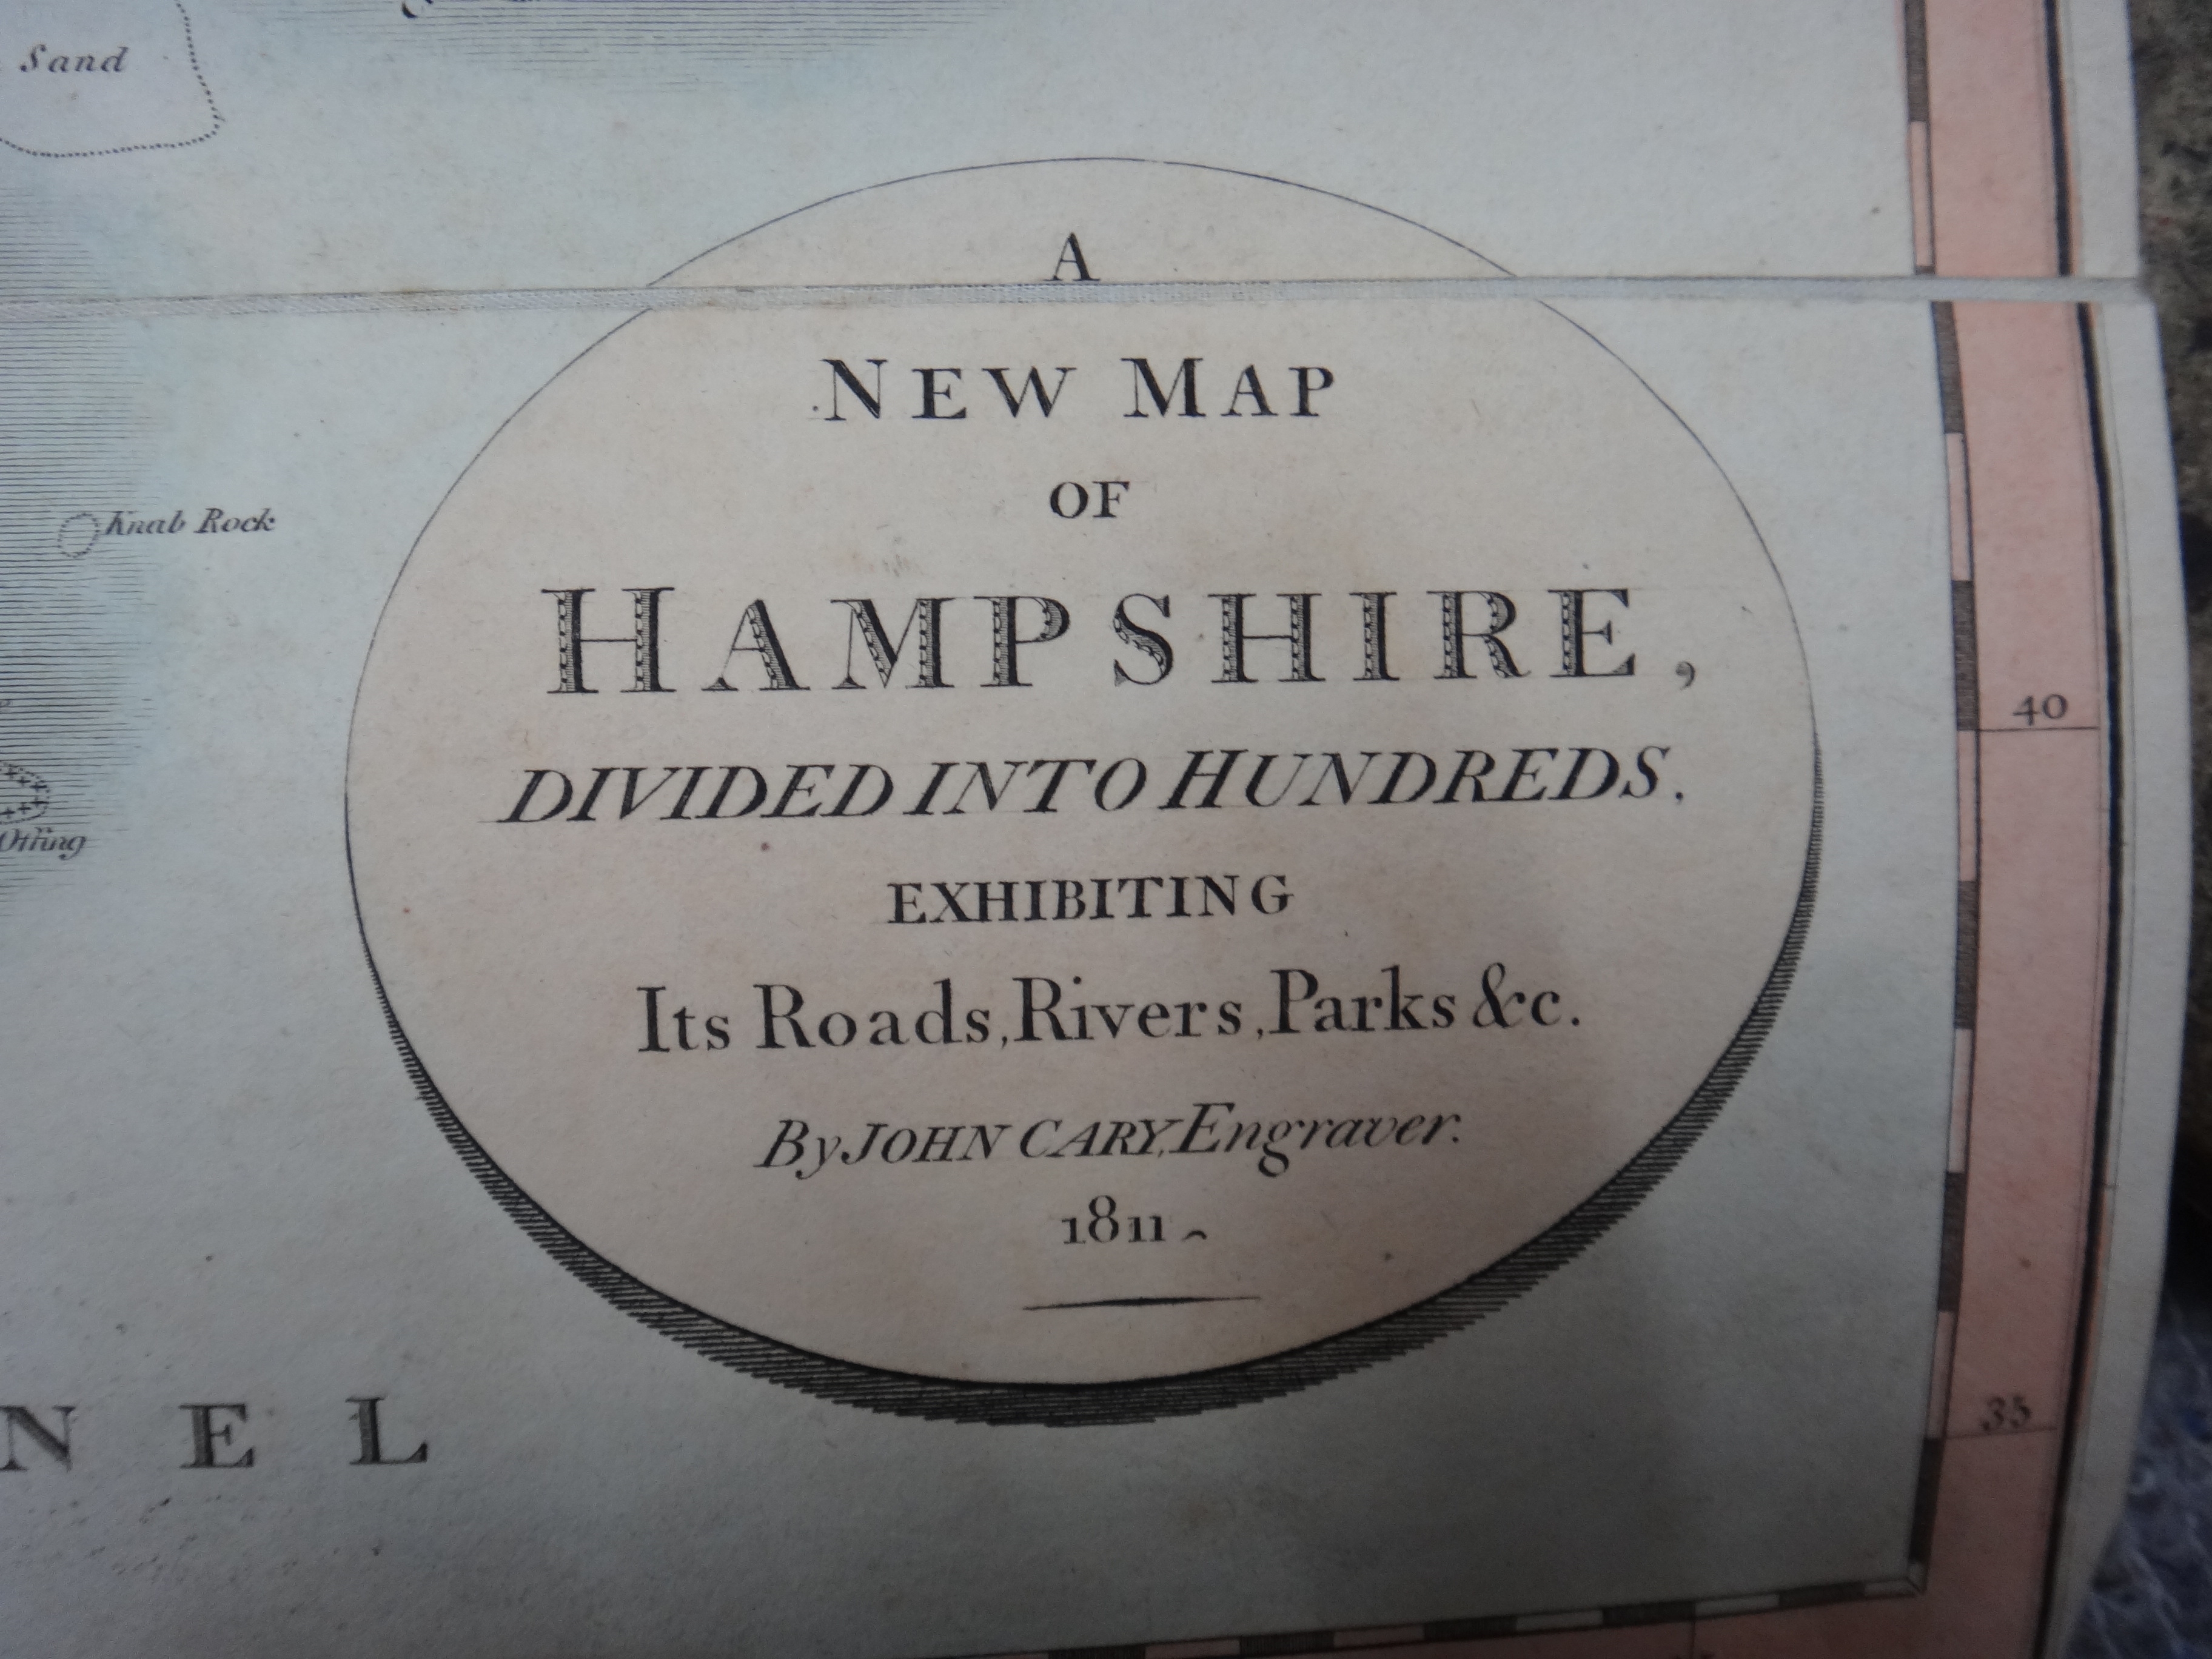 Sand
A
NEW MAP
OF
Knab Rock
HAMPSHIRE,
40
DIVIDED INTO HUNDREDS,
Offing
EXHIBITING
Its Roads, Rivers, Parks &c.
By JOHN CARY, Engraver.
1811
35
NEL